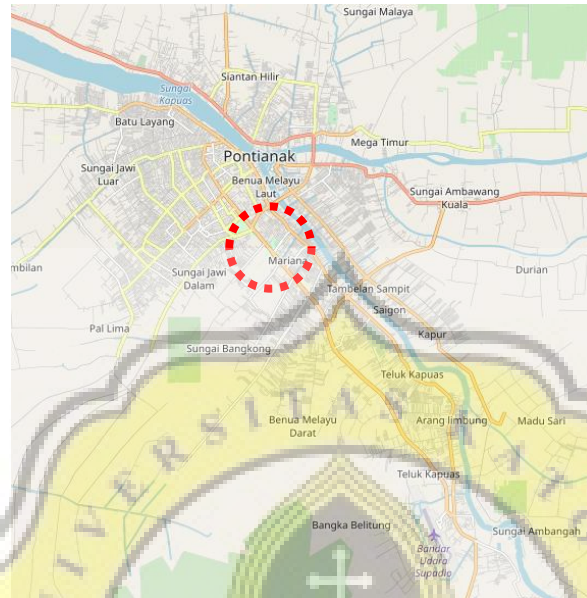 Sungai Malaya
Siantan Hilir
Sungai
Kapuas
Batu Layang
Mega Timur
Pontianak
Sungai Jawi
Luar
Benua Melayu
Laut
Sungai Ambawang
Kuala
Mariana
mbilan
Sungai Jawi
Dalam
Durian
Tambelan Sampit
Saigon
Pal Lima
Kapur
Sungai Bangkong
Teluk Kapuas
Benua Melayu
Darat
Arang limbung
Madu Sari
Teluk Kapuas
Bangka Belitung
Sungai Ambangah
Bandar
Udara
Supadio
IVERSITAS